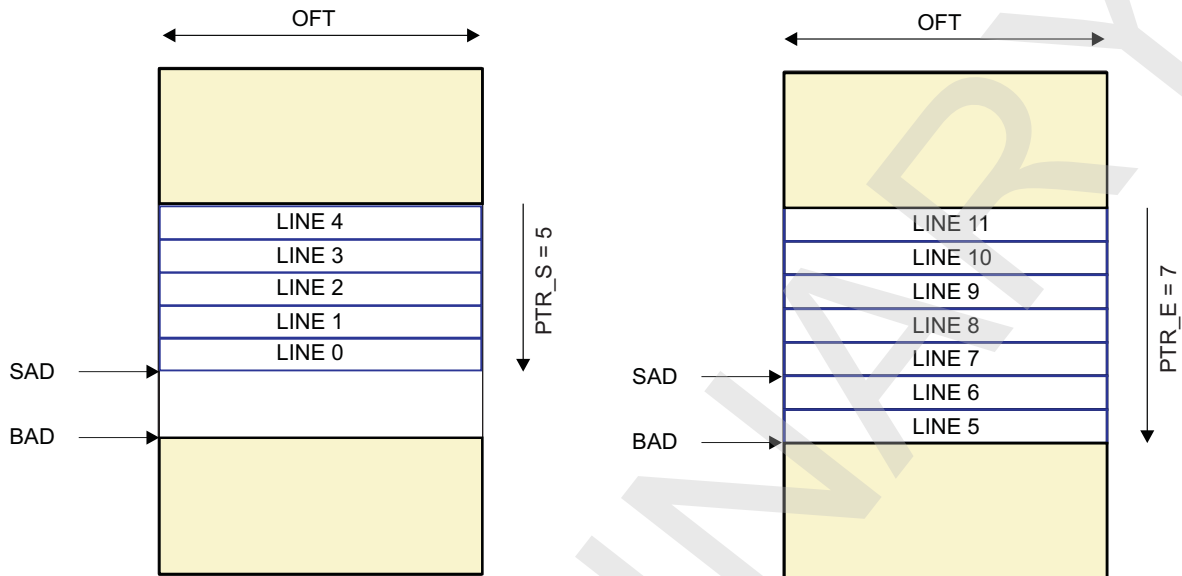 OFT
LINE 4
LINE 3
LINE 2
LINE 1
LINE 0
PTR_S = 5
SAD
BAD
OFT
LINE 11
LINE 10
LINE 9
LINE 8
LINE 7
LINE 6
LINE 5
PTR_E = 7
SAD
BAD
INARY